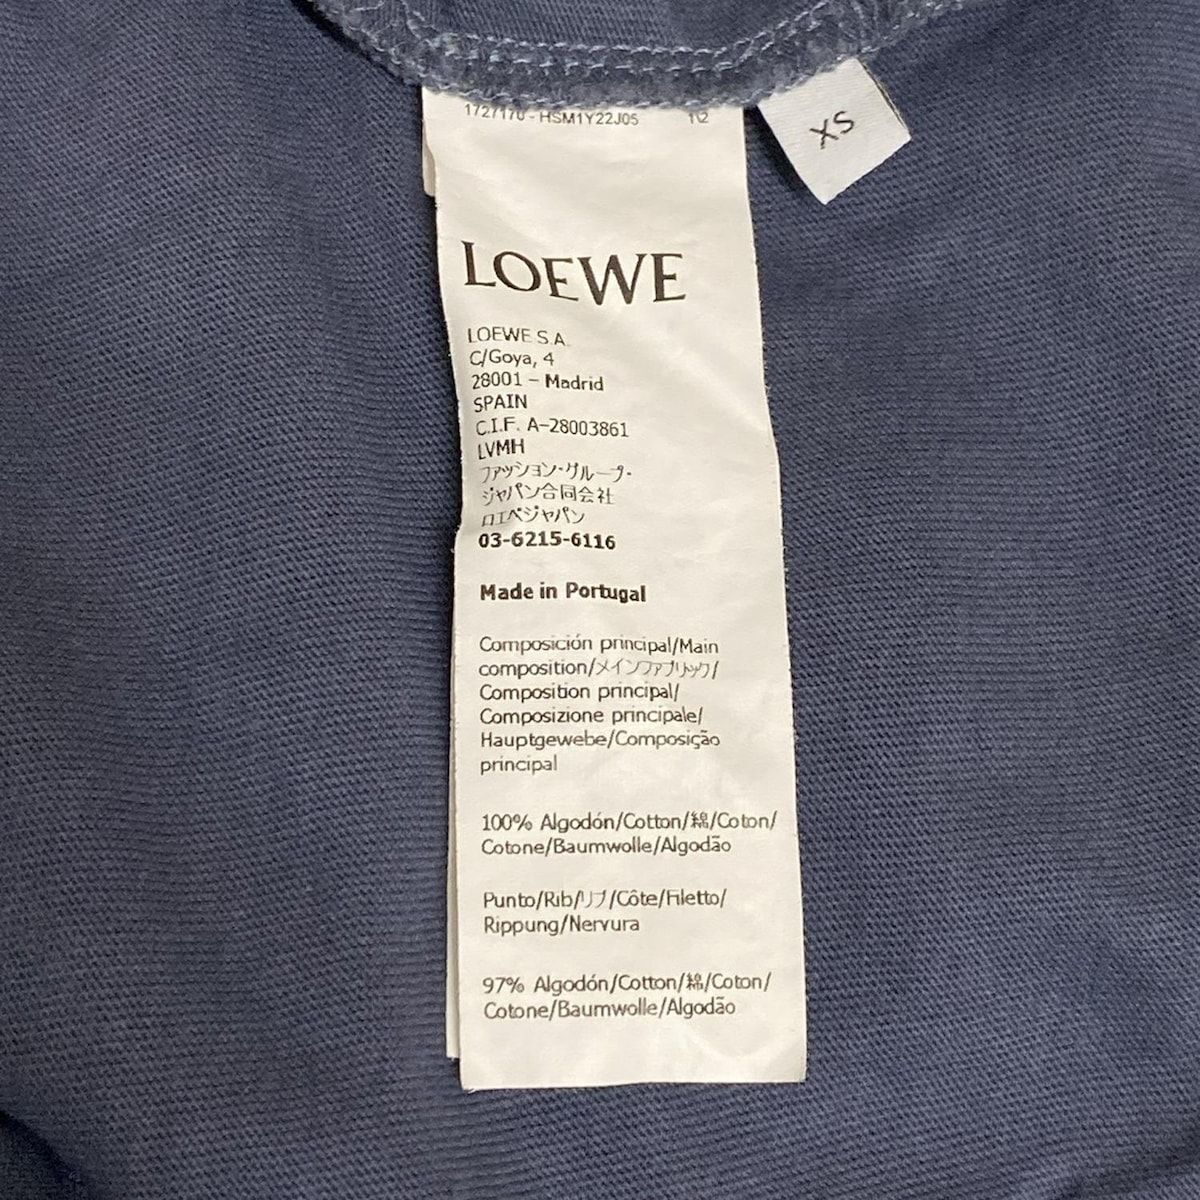 1727170 - HSM1Y22J05 1\2
XS
LOEWE
LOEWE S.A.
C/Goya, 4
28001 - Madrid
SPAIN
C.I.F. A-28003861
LVMH
ファッション・グループ・
ジャパン合同会社
ロエベジャパン
03-6215-6116
Made in Portugal
Composición principal/Main
composition/メインファブリック/
Composition principal/
Composizione principale/
Hauptgewebe/Composição
principal
100% Algodón/Cotton/綿/Coton/
Cotone/Baumwolle/Algodão
Punto/Rib/リブ/Côte/Filetto/
Rippung/Nervura
97% Algodón/Cotton/綿/Coton/
Cotone/Baumwolle/Algodão